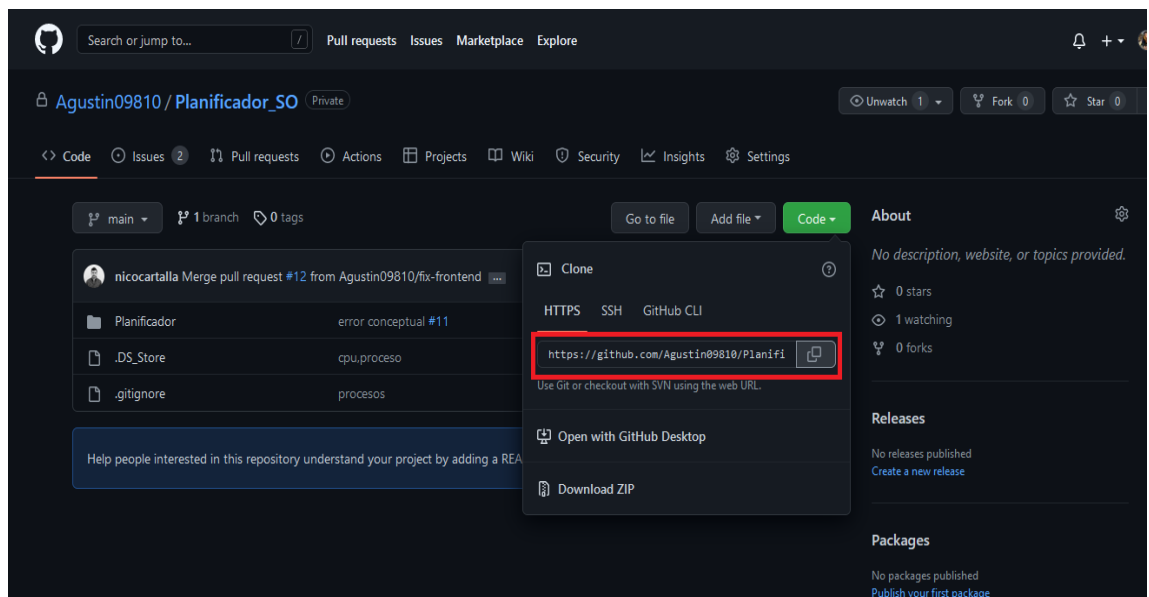 Search or jump to... /
Pull requests Issues Marketplace Explore
Agustin09810 / Planificador_SO Private
Unwatch 1 Fork 0 Star 0
Code Issues 2 Pull requests Actions Projects Wiki Security Insights Settings
main 1 branch 0 tags
Go to file Add file Code
nicocartalla Merge pull request #12 from Agustin09810/fix-frontend ...
Planificador error conceptual #11
.DS_Store cpu,proceso
.gitignore procesos
Help people interested in this repository understand your project by adding a REA
Clone
HTTPS SSH GitHub CLI
https://github.com/Agustin09810/Planifi
Use Git or checkout with SVN using the web URL.
Open with GitHub Desktop
Download ZIP
About
No description, website, or topics provided.
0 stars
1 watching
0 forks
Releases
No releases published
Create a new release
Packages
No packages published
Publish your first package